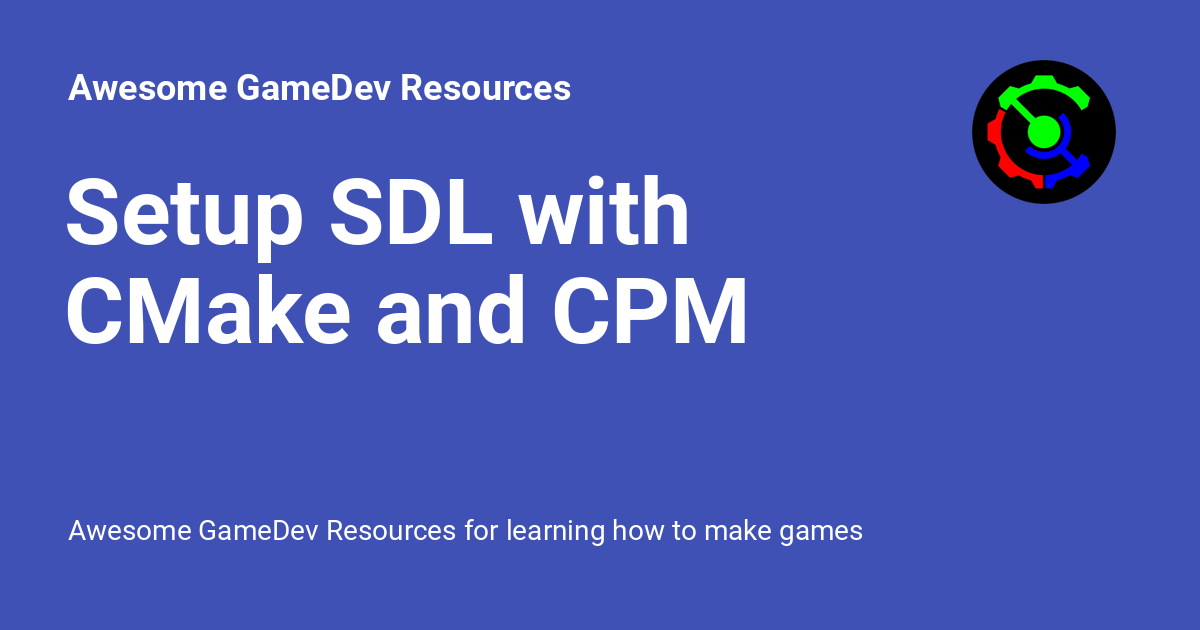 Awesome GameDev Resources
Setup SDL with
CMake and CPM
Awesome GameDev Resources for learning how to make games